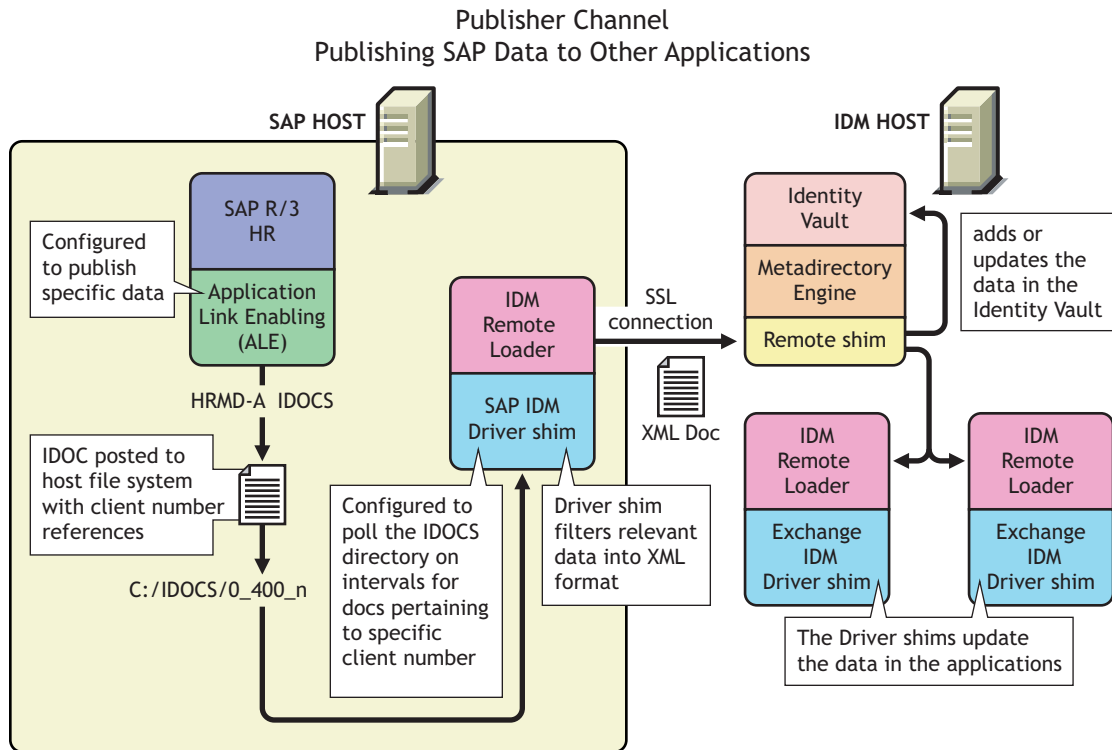 Publisher Channel
Publishing SAP Data to Other Applications
SAP HOST
IDM HOST
SAP R/3
HR
Configured
to publish
specific data
Application
Link Enabling
(ALE)
HRMD-A IDOCS
IDOC posted to
host file system
with client number
references
C:/IDOCS/0_400_n
IDM
Remote
Loader
SAP IDM
Driver shim
Configured to
poll the IDOCS
directory on
intervals for
docs pertaining
to specific
client number
Driver shim
filters relevant
data into XML
format
SSL
connection
XML Doc
Identity
Vault
Metadirectory
Engine
Remote shim
adds or
updates the
data in the
Identity Vault
IDM
Remote
Loader
Exchange
IDM
Driver shim
IDM
Remote
Loader
Exchange
IDM
Driver shim
The Driver shims update
the data in the applications